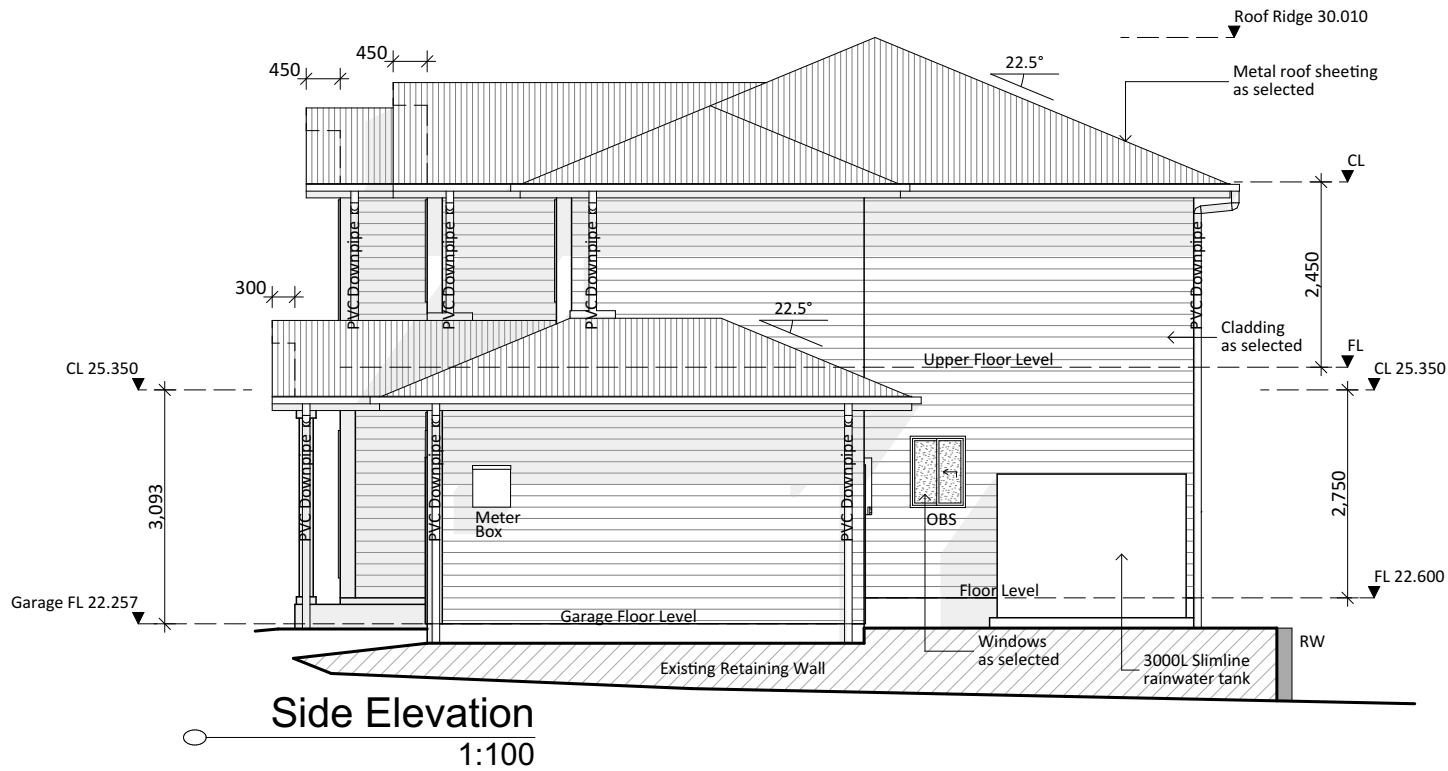 Roof Ridge 30.010
450
450
22.5°
Metal roof sheeting
as selected
CL
PVC Downpipe
PVC Downpipe
PVC Downpipe
PVC Downpipe
2,450
300
22.5°
Cladding
as selected
Upper Floor Level
FL
CL 25.350
CL 25.350
3,093
PVC Downpipe
PVC Downpipe
PVC Downpipe
Meter
Box
OBS
2,750
Floor Level
FL 22.600
Garage FL 22.257
Garage Floor Level
Windows
as selected
RW
Existing Retaining Wall
3000L Slimline
rainwater tank
Side Elevation
1:100